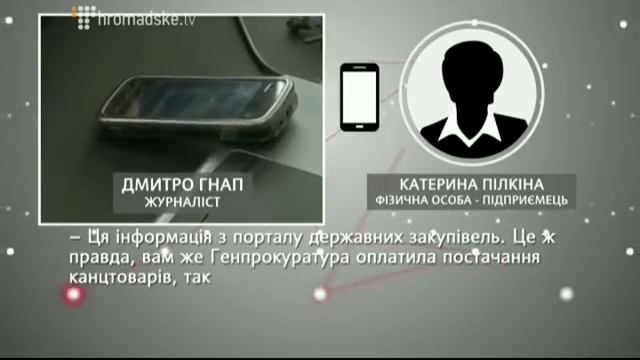 hromadske.tv
ДМИТРО ГНАП
ЖУРНАЛІСТ
КАТЕРИНА ПІЛКІНА
ФІЗИЧНА ОСОБА - ПІДПРИЄМЕЦЬ
– Ця інформація з порталу державних закупівель. Це ж
правда, вам же Генпрокуратура оплатила постачання
канцтоварів, так